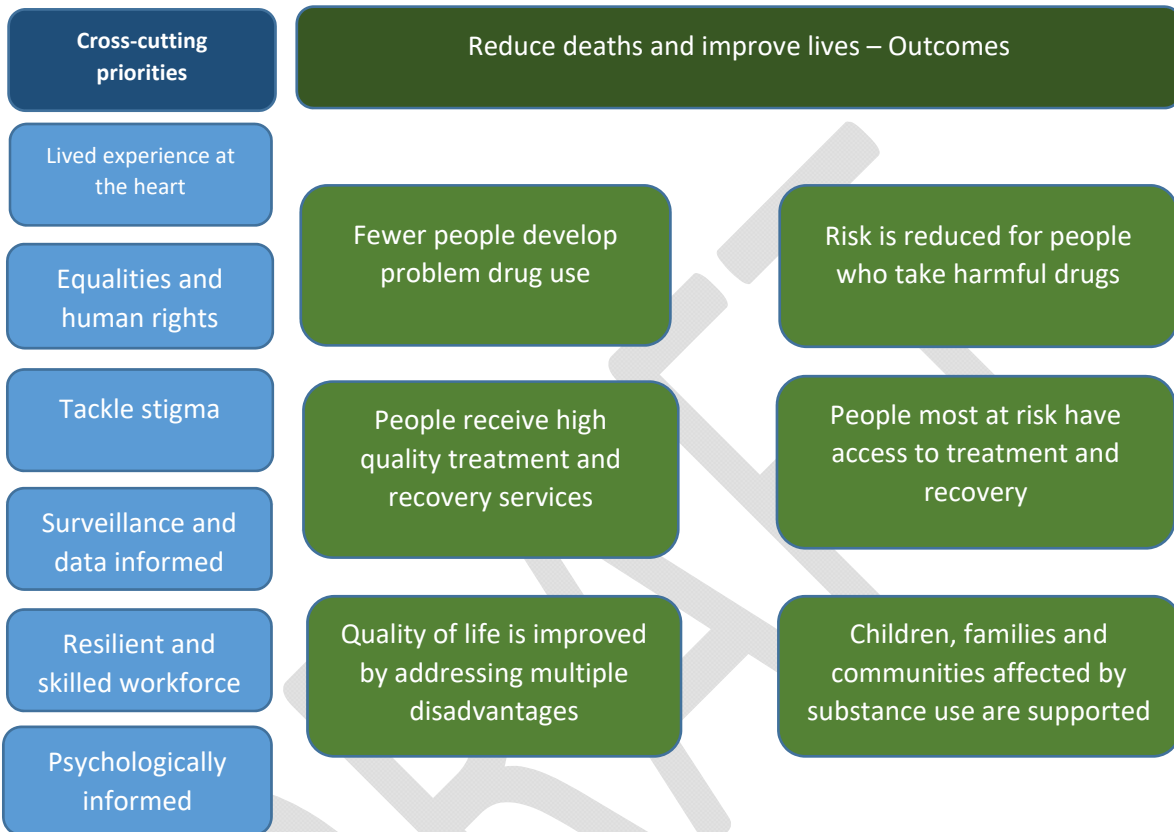 Cross-cutting
priorities
Reduce deaths and improve lives – Outcomes
Lived experience at
the heart
Equalities and
human rights
Tackle stigma
Surveillance and
data informed
Resilient and
skilled workforce
Psychologically
informed
Fewer people develop
problem drug use
Risk is reduced for people
who take harmful drugs
People receive high
quality treatment and
recovery services
People most at risk have
access to treatment and
recovery
Quality of life is improved
by addressing multiple
disadvantages
Children, families and
communities affected by
substance use are supported
DRAFT